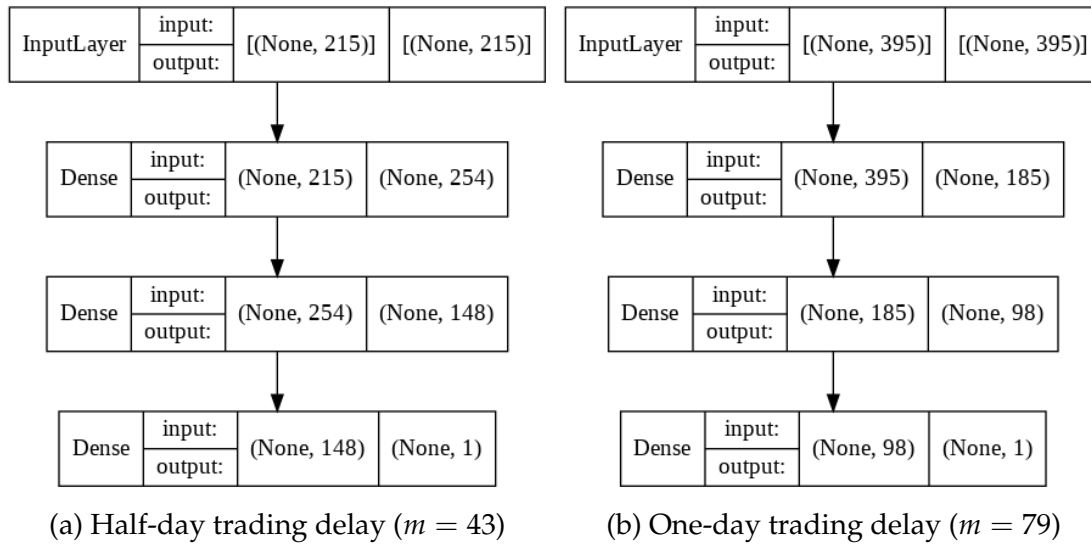 InputLayer input: output: [(None, 215)] [(None, 215)]
Dense input: output: (None, 215) (None, 254)
Dense input: output: (None, 254) (None, 148)
Dense input: output: (None, 148) (None, 1)
(a) Half-day trading delay (m = 43)
InputLayer input: output: [(None, 395)] [(None, 395)]
Dense input: output: (None, 395) (None, 185)
Dense input: output: (None, 185) (None, 98)
Dense input: output: (None, 98) (None, 1)
(b) One-day trading delay (m = 79)